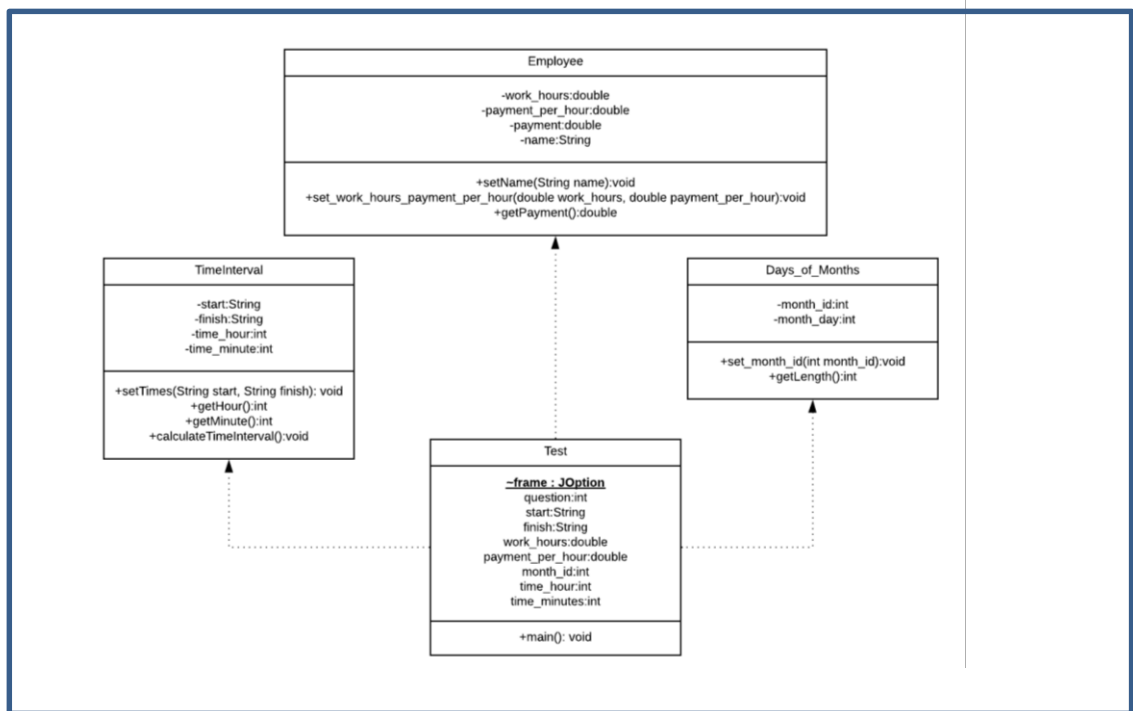 Employee
-work_hours:double
-payment_per_hour:double
-payment:double
-name:String
+setName(String name):void
+set_work_hours_payment_per_hour(double work_hours, double payment_per_hour):void
+getPayment():double
TimeInterval
-start:String
-finish:String
-time_hour:int
-time_minute:int
+setTimes(String start, String finish): void
+getHour():int
+getMinute():int
+calculateTimeInterval():void
Days_of_Months
-month_id:int
-month_day:int
+set_month_id(int month_id):void
+getLength():int
Test
~frame : JOption
question:int
start:String
finish:String
work_hours:double
payment_per_hour:double
month_id:int
time_hour:int
time_minutes:int
+main(): void